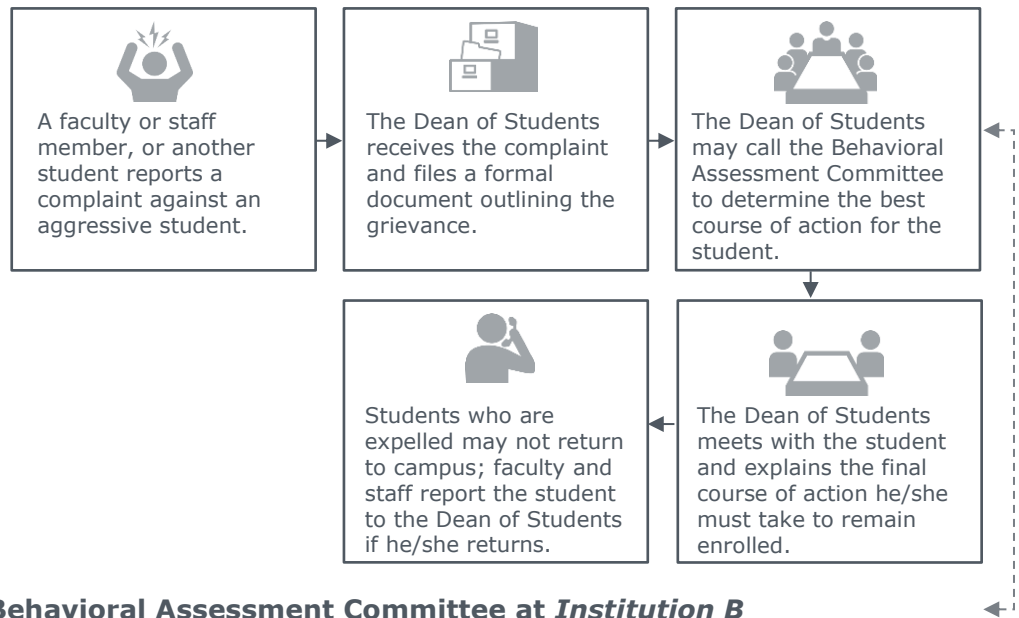 A faculty or staff
member, or another
student reports a
complaint against an
aggressive student.
The Dean of Students
receives the complaint
and files a formal
document outlining the
grievance.
The Dean of Students
may call the Behavioral
Assessment Committee
to determine the best
course of action for the
student.
The Dean of Students
meets with the student
and explains the final
course of action he/she
must take to remain
enrolled.
Students who are
expelled may not return
to campus; faculty and
staff report the student
to the Dean of Students
if he/she returns.
Behavioral Assessment Committee at Institution B